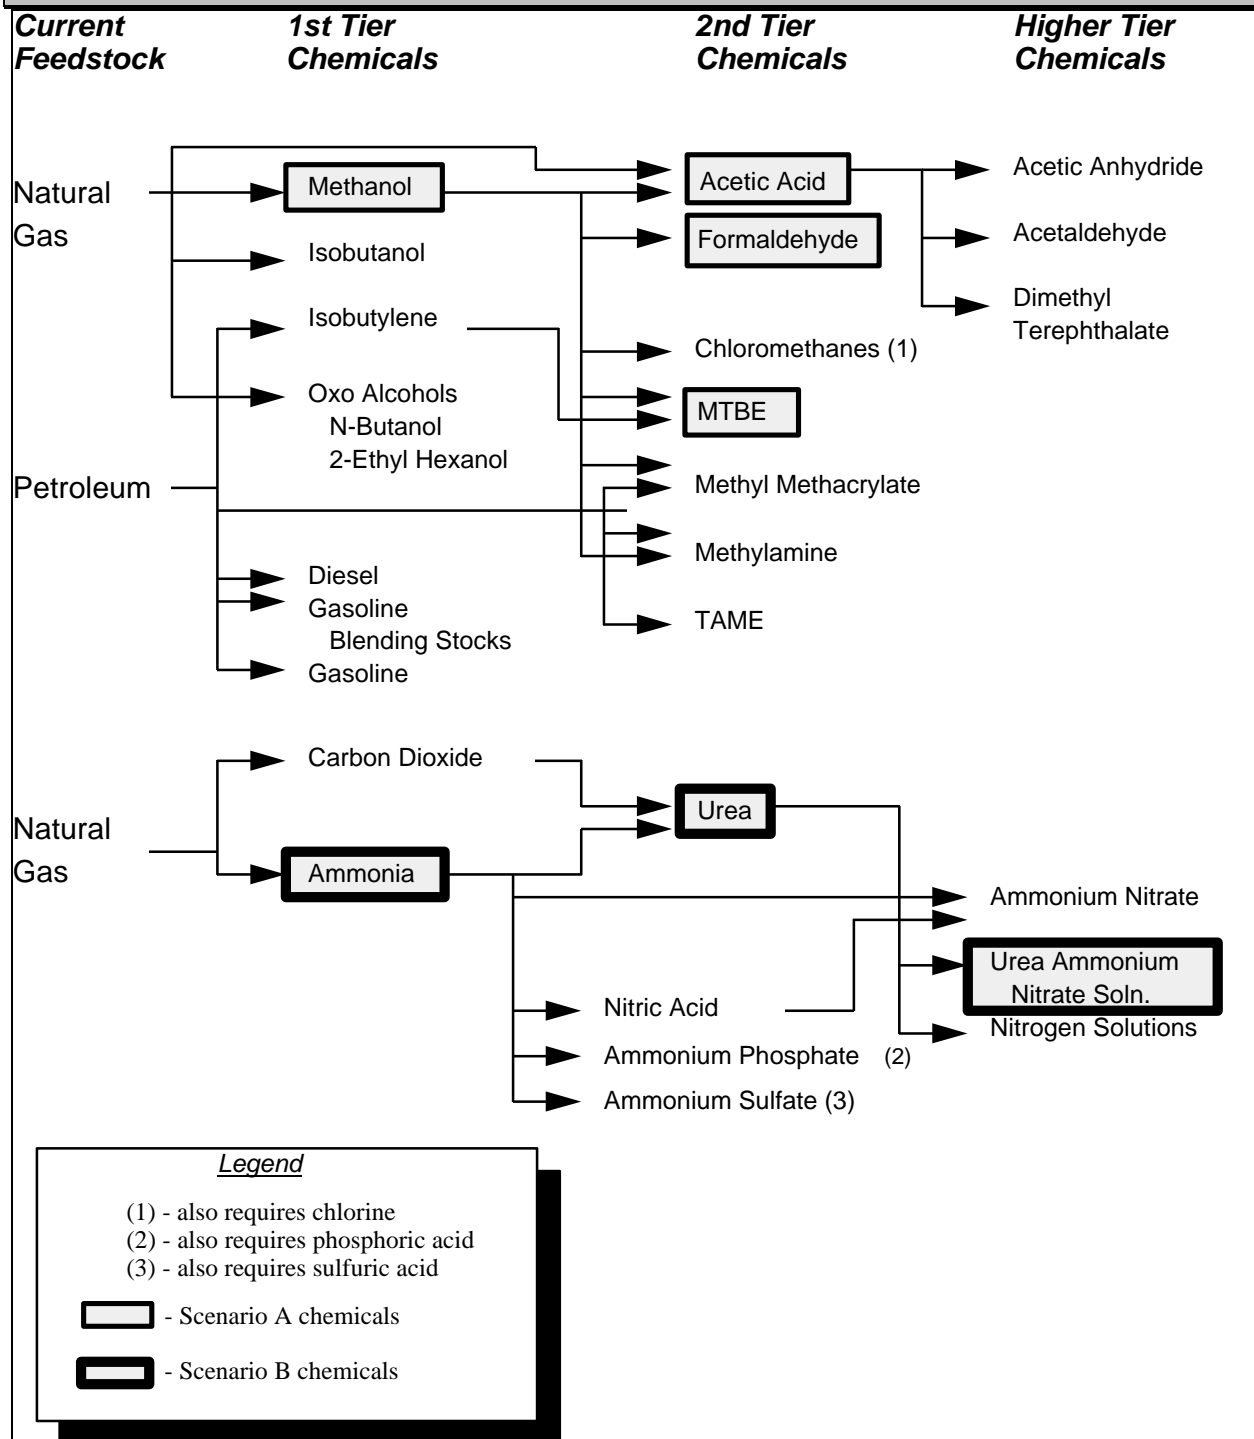 Current Feedstock
1st Tier Chemicals
2nd Tier Chemicals
Higher Tier Chemicals
Natural
Gas
Methanol
Acetic Acid
Acetic Anhydride
Formaldehyde
Acetaldehyde
Isobutanol
Dimethyl
Terephthalate
Isobutylene
Chloromethanes (1)
Oxo Alcohols
N-Butanol
2-Ethyl Hexanol
MTBE
Petroleum
Methyl Methacrylate
Methylamine
Diesel
Gasoline
Blending Stocks
Gasoline
TAME
Natural
Gas
Carbon Dioxide
Urea
Ammonia
Ammonium Nitrate
Urea Ammonium
Nitrate Soln.
Nitrogen Solutions
Nitric Acid
Ammonium Phosphate (2)
Ammonium Sulfate (3)
Legend
(1) - also requires chlorine
(2) - also requires phosphoric acid
(3) - also requires sulfuric acid
- Scenario A chemicals
- Scenario B chemicals